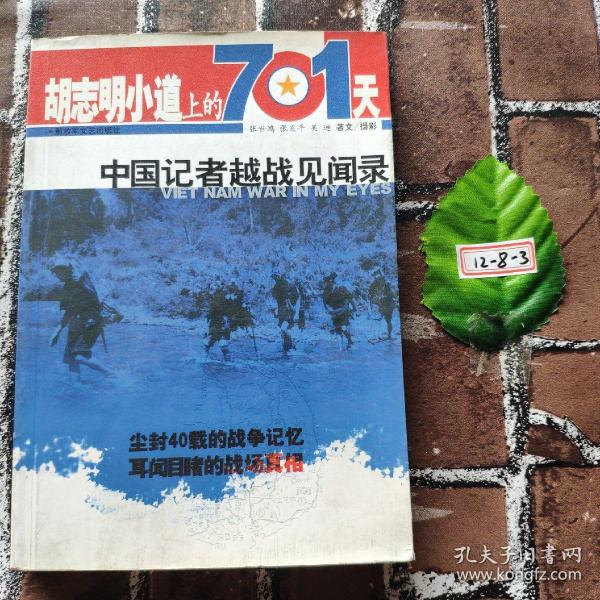 胡志明小道上的701天
解放军文艺出版社
张世鸿 张英千 吴迪 著文/摄影
中国记者越战见闻录
VIET NAM WAR IN MY EYES
尘封40载的战争记忆
耳闻目睹的战场真相
12-8-3
孔夫子旧书网
www.kongfz.com